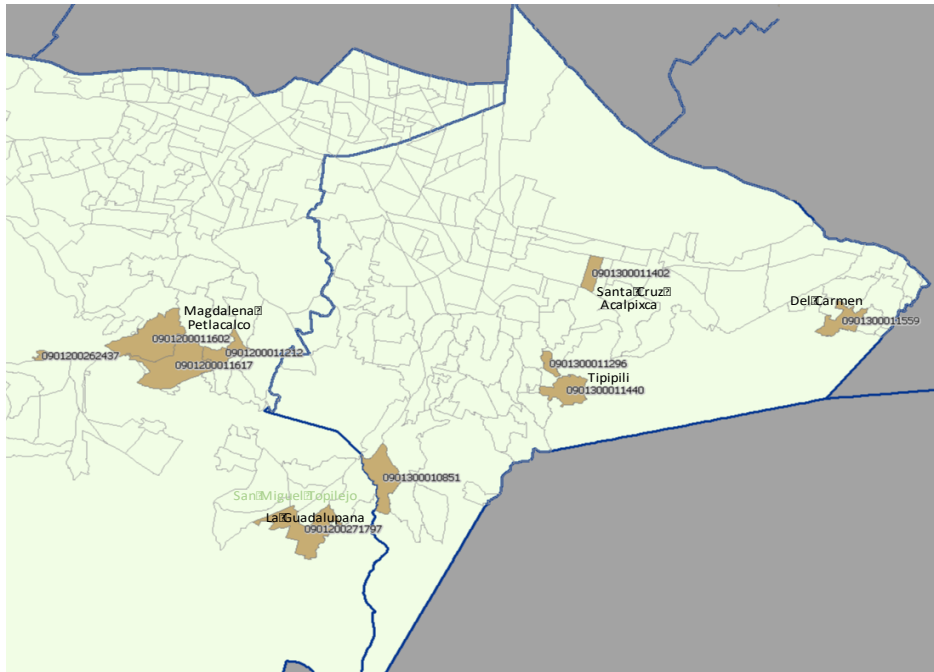 0901300011402
Santa Cruz
Acalpixca
Del Carmen
0901300011559
Magdalena
Petlacalco
0901200011602
0901200262437
0901200011212
0901200011617
0901300011296
Tipipili
0901300011440
0901300010851
San Miguel Topilejo
La Guadalupana
0901200271797